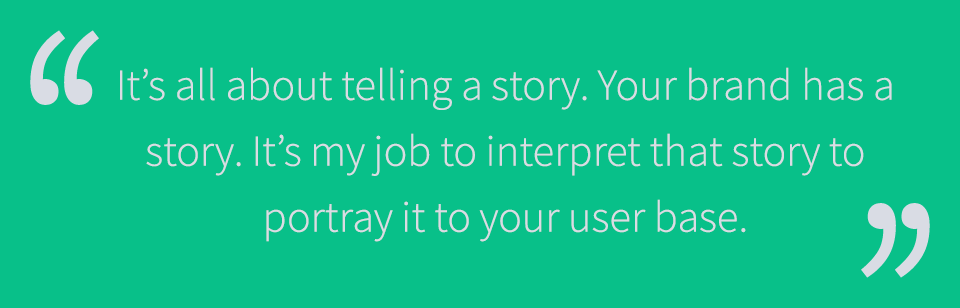 “It’s all about telling a story. Your brand has a
story. It’s my job to interpret that story to
portray it to your user base.”